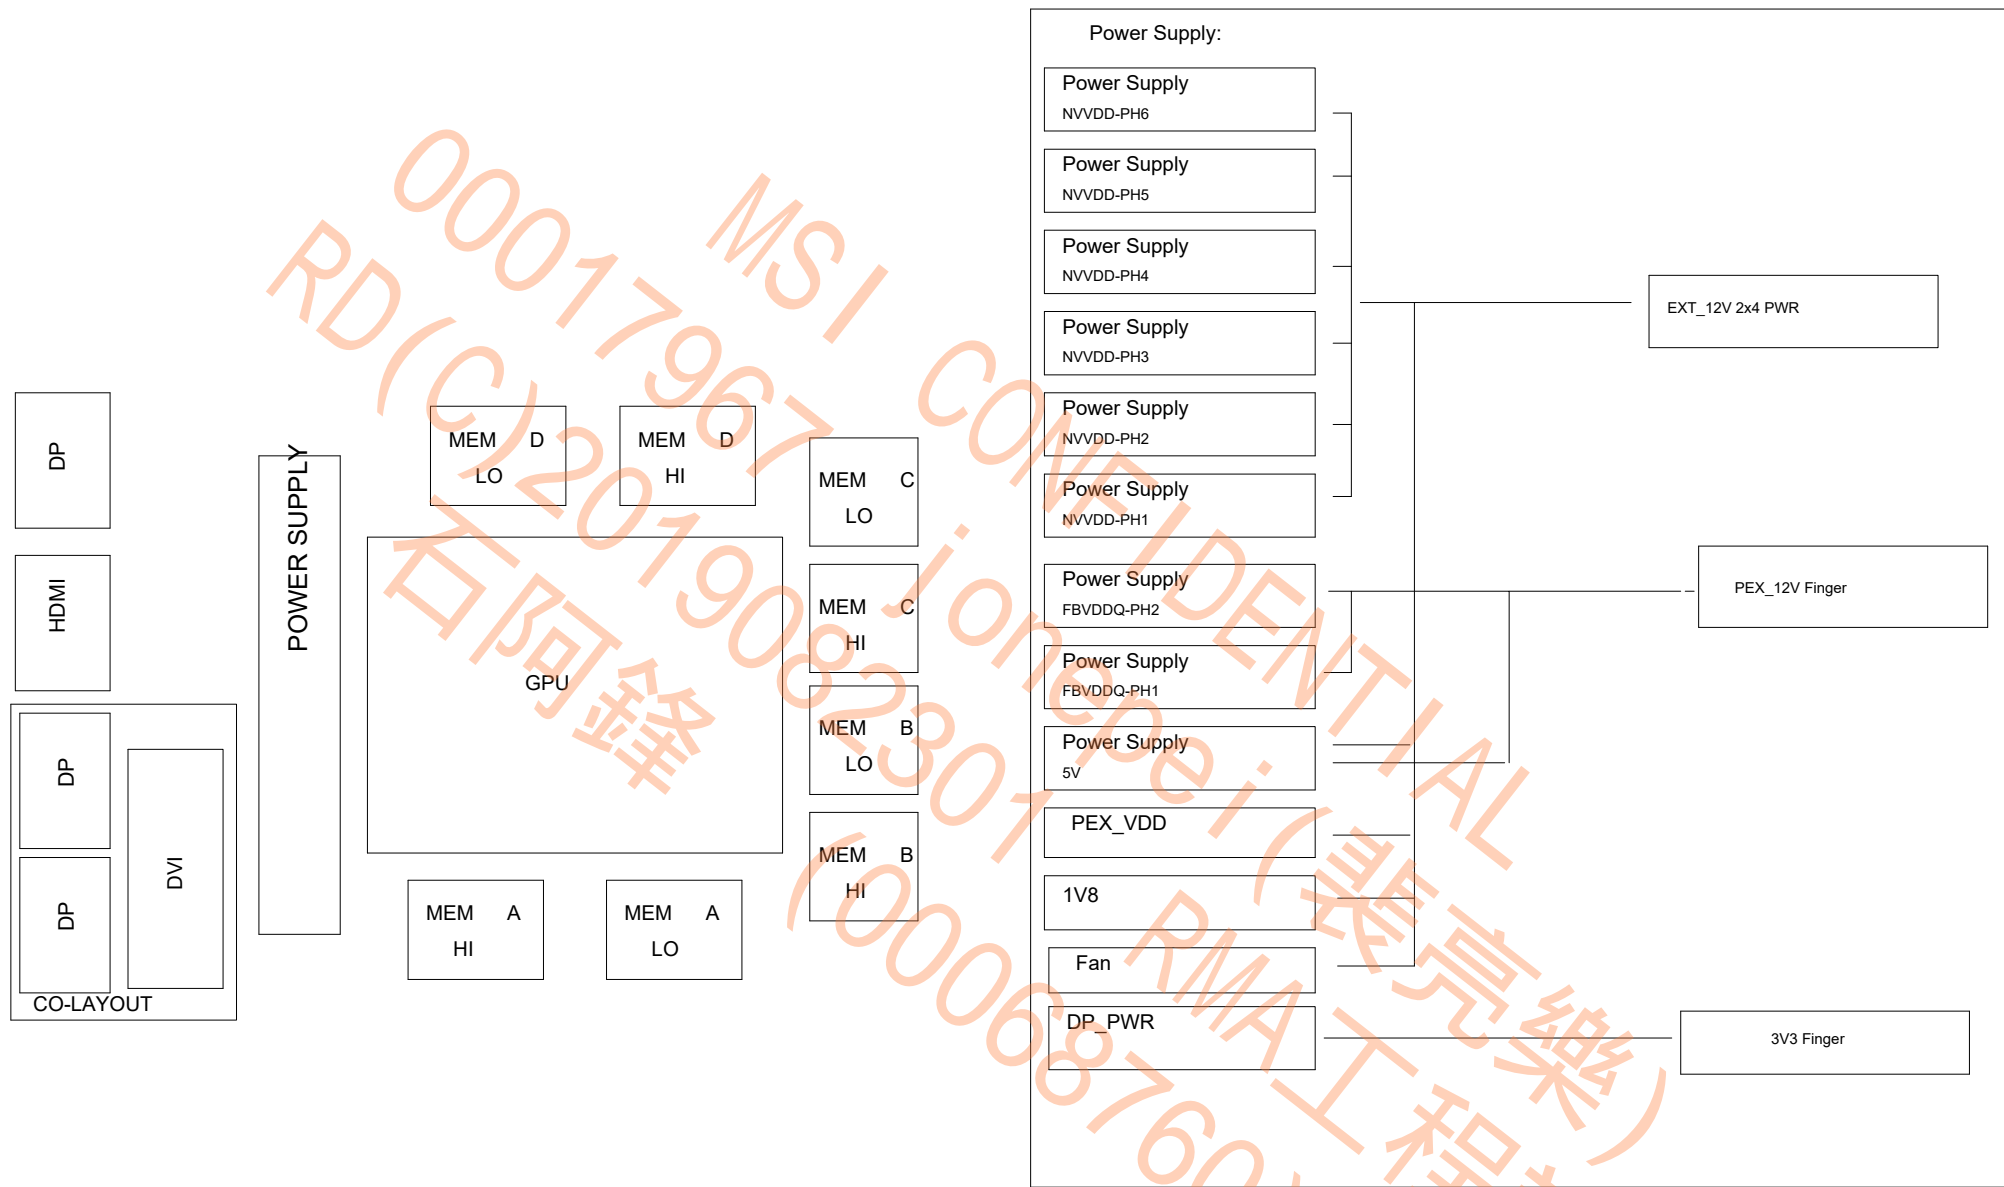 Power Supply:
Power Supply
NVVDD-PH6
Power Supply
NVVDD-PH5
Power Supply
NVVDD-PH4
Power Supply
NVVDD-PH3
Power Supply
NVVDD-PH2
Power Supply
NVVDD-PH1
Power Supply
FBVDDQ-PH2
Power Supply
FBVDDQ-PH1
Power Supply
5V
PEX_VDD
1V8
Fan
DP_PWR
EXT_12V 2x4 PWR
PEX_12V Finger
3V3 Finger
DP
HDMI
DP
DP
DVI
CO-LAYOUT
POWER SUPPLY
MEM D
LO
MEM D
HI
MEM C
LO
MEM C
HI
MEM B
LO
MEM B
HI
GPU
MEM A
HI
MEM A
LO
MSI CONFIDENTIAL
00017967 jonepei(裴亮樂)
RD(C)2019082301 RMA工程
石阿鋒 (00068760)